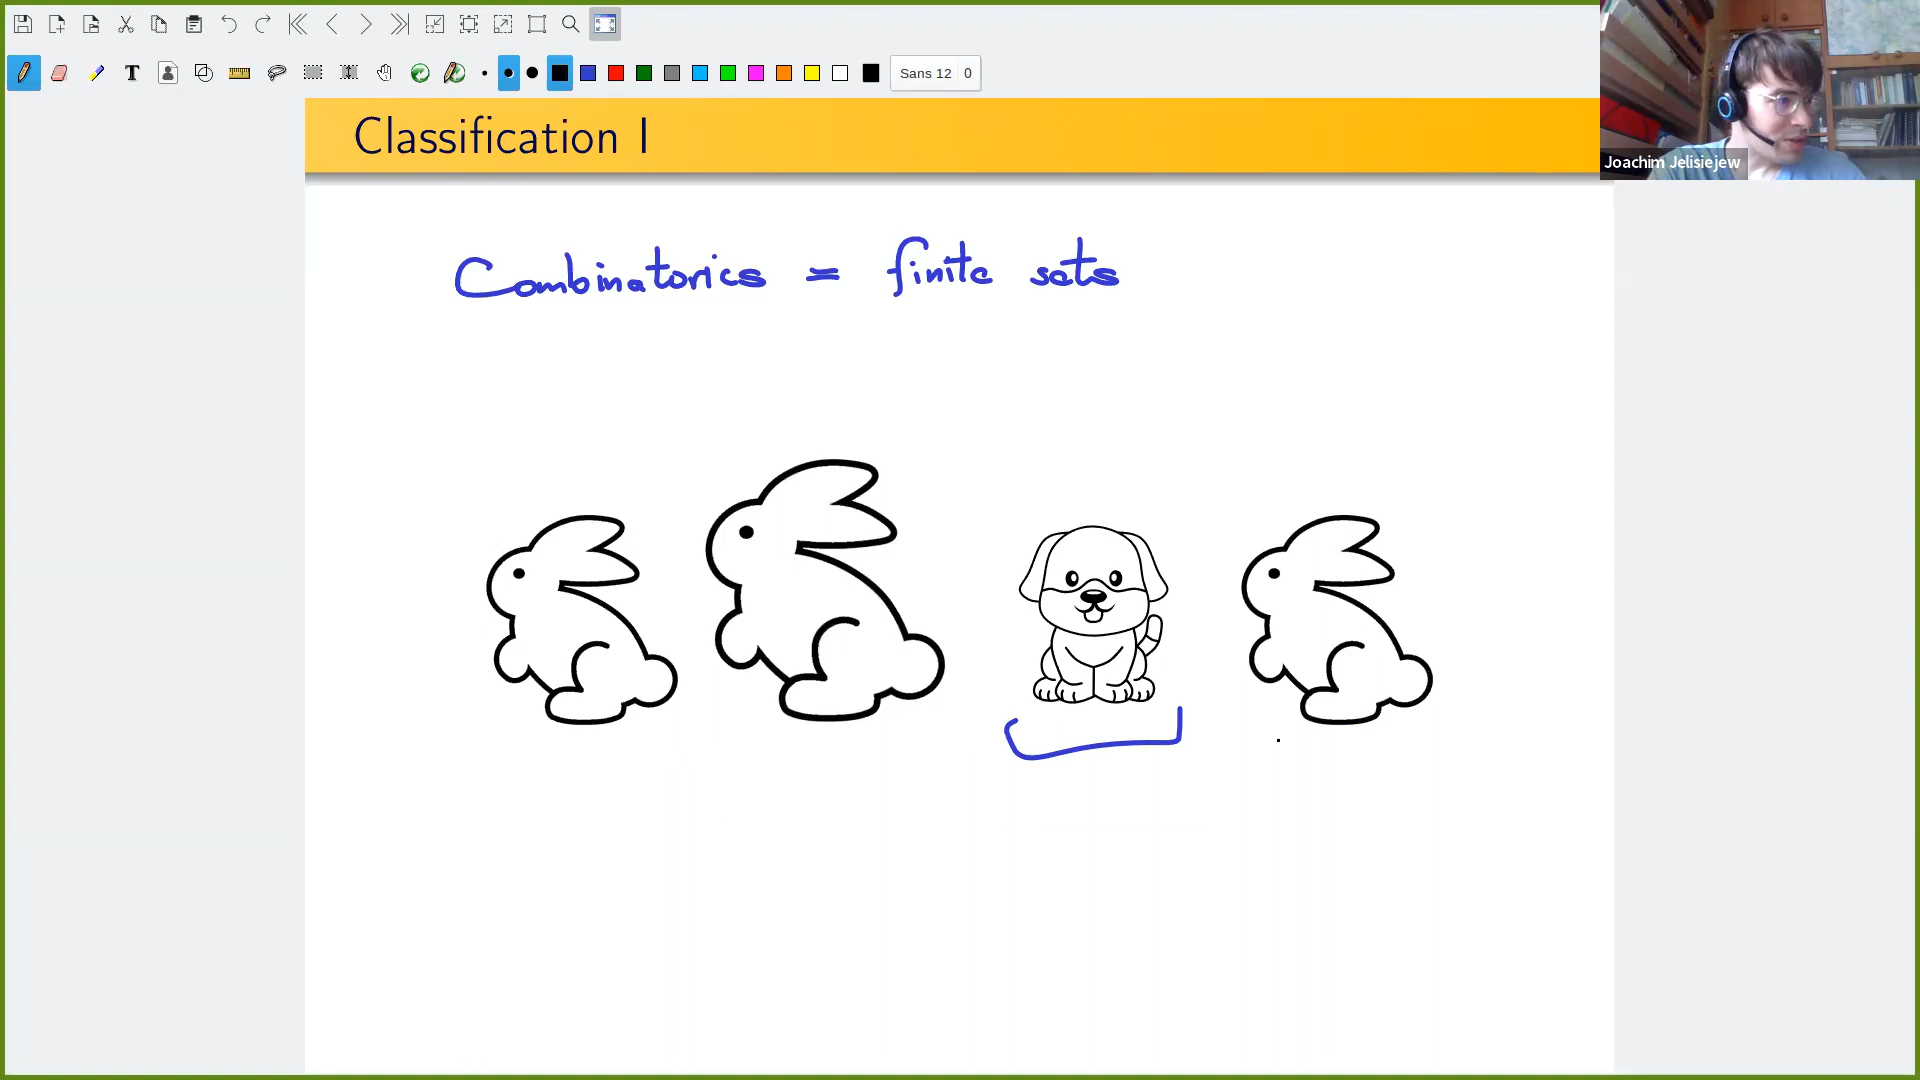 T
Sans 12 0
Joachim Jelisiejew
Classification I
Combinatorics = finite sets